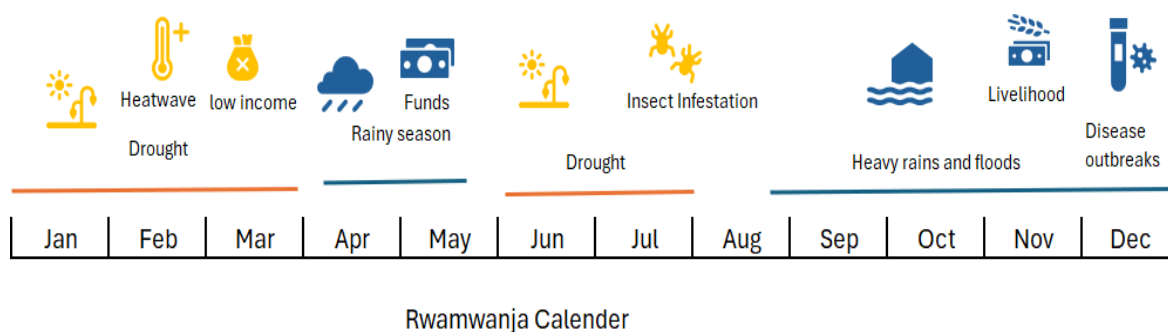 Heatwave
low income
Funds
Insect Infestation
Livelihood
Drought
Rainy season
Drought
Heavy rains and floods
Disease
outbreaks
Jan Feb Mar Apr May Jun Jul Aug Sep Oct Nov Dec
Rwamwanja Calender